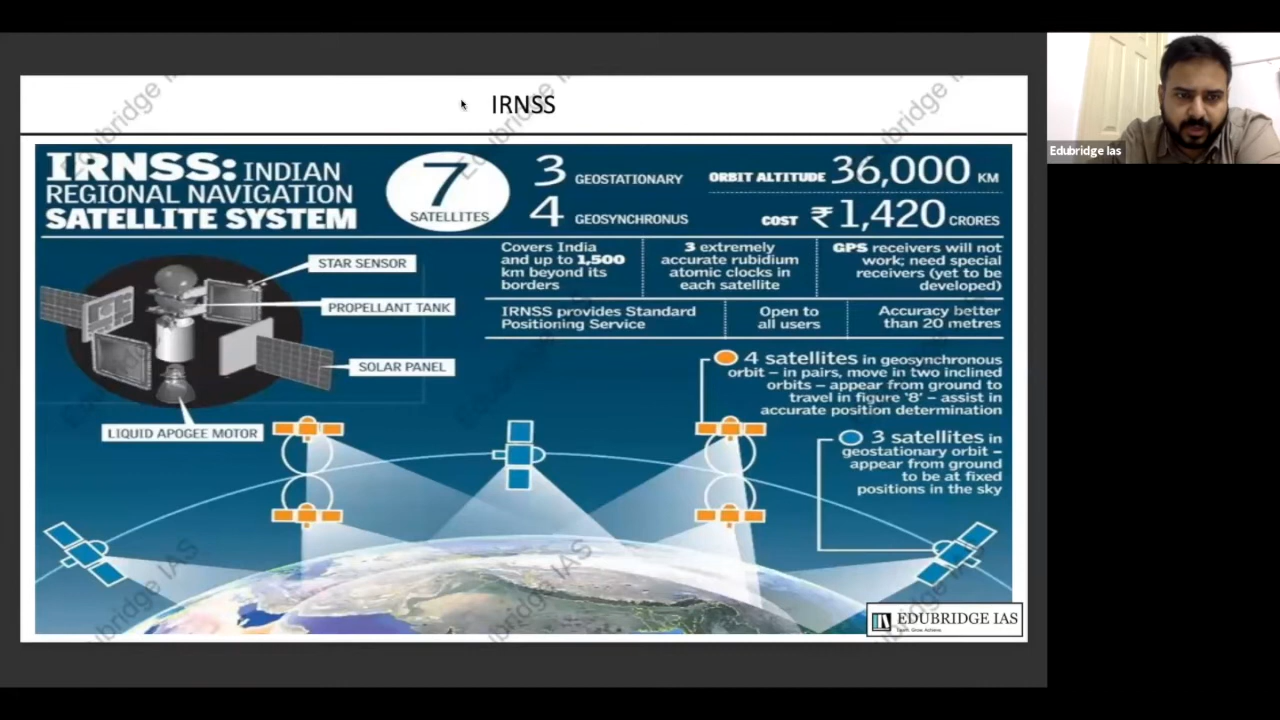 IRNSS
IRNSS: INDIAN
REGIONAL NAVIGATION
SATELLITE SYSTEM
7
SATELLITES
3 GEOSTATIONARY
4 GEOSYNCHRONUS
ORBIT ALTITUDE 36,000 KM
COST ₹1,420 CRORES
Covers India
and up to 1,500
km beyond its
borders
3 extremely
accurate rubidium
atomic clocks in
each satellite
GPS receivers will not
work; need special
receivers (yet to be
developed)
IRNSS provides Standard
Positioning Service
Open to
all users
Accuracy better
than 20 metres
STAR SENSOR
PROPELLANT TANK
SOLAR PANEL
LIQUID APOGEE MOTOR
4 satellites in geosynchronous
orbit – in pairs, move in two inclined
orbits – appear from ground to
travel in figure '8' – assist in
accurate position determination
3 satellites in
geostationary orbit –
appear from ground
to be at fixed
positions in the sky
EDUBRIDGE IAS
Edubridge Ias